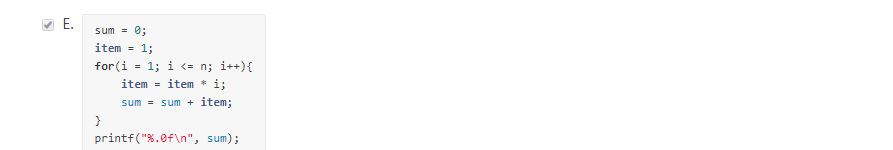 E.
sum = 0;
item = 1;
for(i = 1; i <= n; i++){
    item = item * i;
    sum = sum + item;
}
printf("%.0f\n", sum);